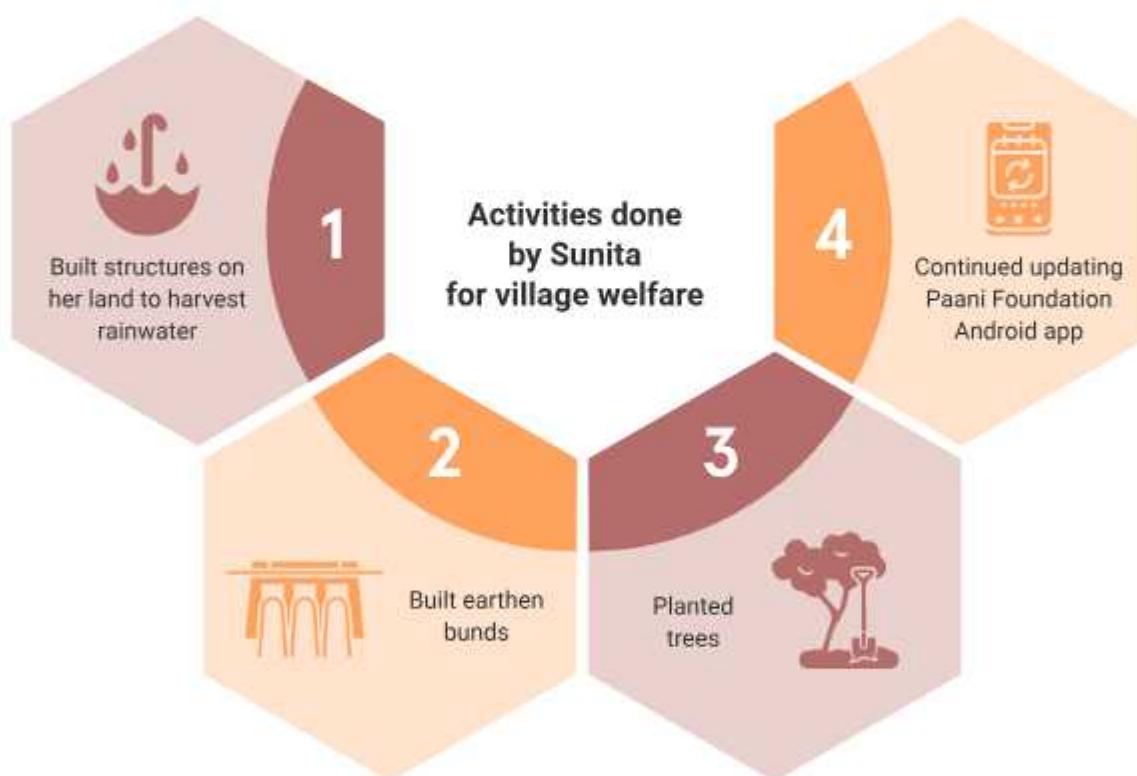 Activities done
by Sunita
for village welfare
1
Built structures on
her land to harvest
rainwater
2
Built earthen
bunds
3
Planted
trees
4
Continued updating
Paani Foundation
Android app